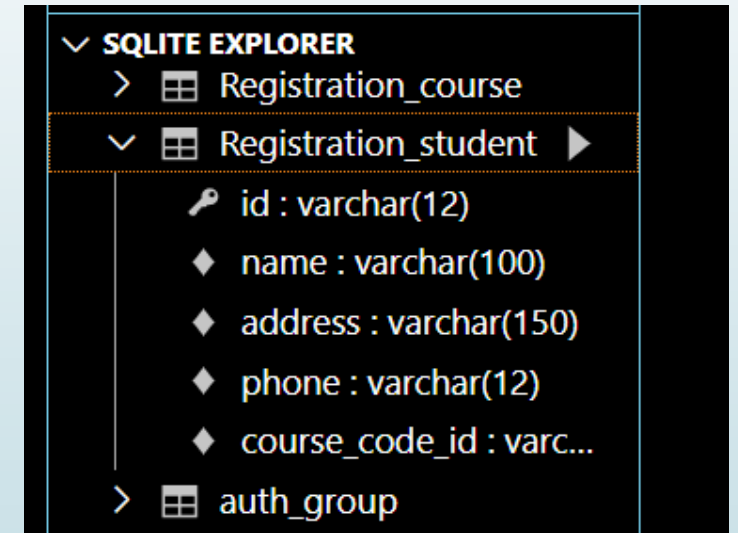 SQLITE EXPLORER
Registration_course
Registration_student
id : varchar(12)
name : varchar(100)
address : varchar(150)
phone : varchar(12)
course_code_id : varc...
auth_group